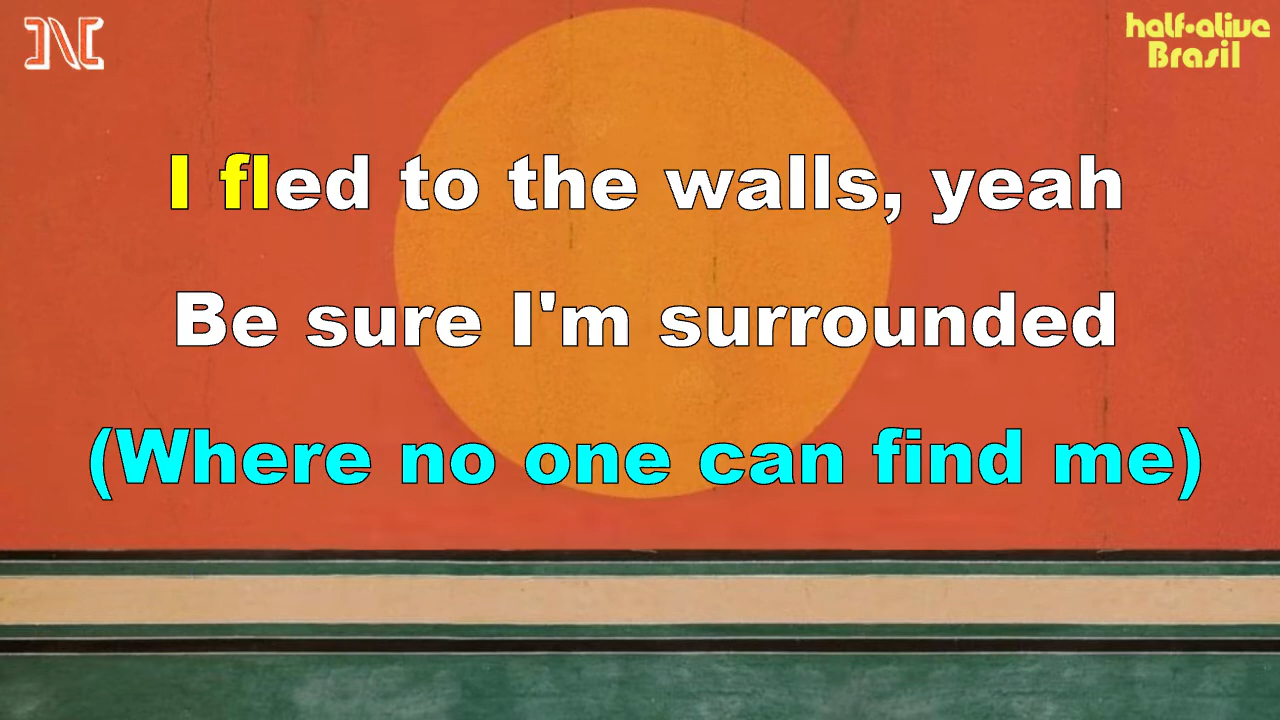 half•alive
Brasil
I fled to the walls, yeah
Be sure I'm surrounded
(Where no one can find me)